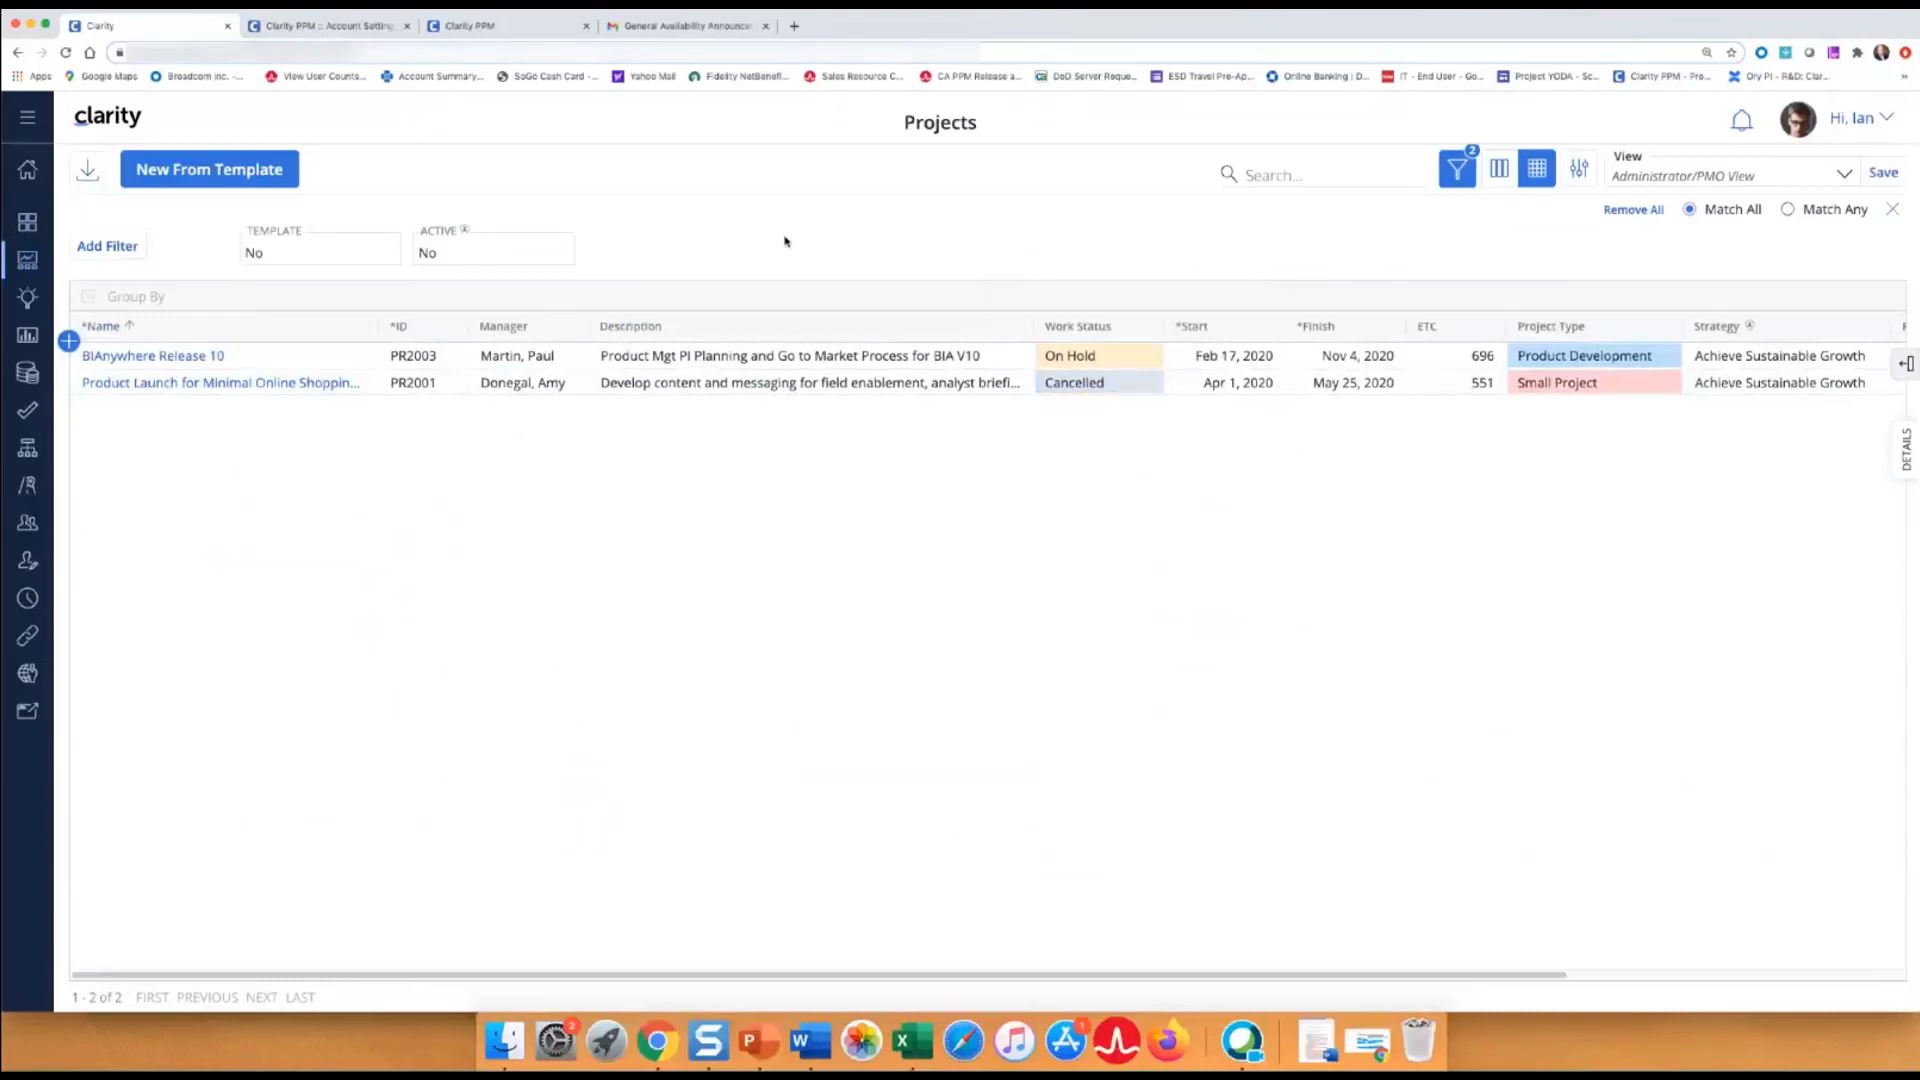 Clarity
Clarity PPM :: Account Setting
Clarity PPM
General Availability Announce
Apps
Google Maps
Broadcom Inc. -...
View User Counts...
Account Summary...
SoGo Cash Card -...
Yahoo Mail
Fidelity NetBenefi...
Sales Resource C...
CA PPM Release a...
DoD Server Reque...
ESD Travel Pre-Ap...
Online Banking | D...
IT - End User - Go...
Project YODA - Sc...
Clarity PPM - Pro...
Ory PI - R&D: Clar...
»
clarity
Projects
Hi, Ian
New From Template
Search...
2
View
Administrator/PMO View
Save
Remove All
Match All
Match Any
Add Filter
TEMPLATE
No
ACTIVE
No
Group By
*Name
*ID
Manager
Description
Work Status
*Start
*Finish
ETC
Project Type
Strategy
BIAnywhere Release 10
PR2003
Martin, Paul
Product Mgt PI Planning and Go to Market Process for BIA V10
On Hold
Feb 17, 2020
Nov 4, 2020
696
Product Development
Achieve Sustainable Growth
Product Launch for Minimal Online Shoppin...
PR2001
Donegal, Amy
Develop content and messaging for field enablement, analyst briefi...
Cancelled
Apr 1, 2020
May 25, 2020
551
Small Project
Achieve Sustainable Growth
DETAILS
1 - 2 of 2
FIRST PREVIOUS NEXT LAST
2
S
P
W
X
1